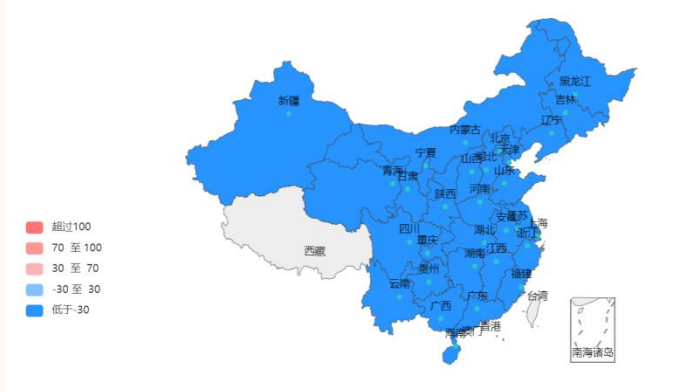 黑龙江
新疆
吉林
辽宁
内蒙古
北京
天津
宁夏
山西
河北
青海
甘肃
山东
陕西
河南
安徽
江苏
上海
四川
重庆
湖北
浙江
西藏
湖南
江西
贵州
福建
云南
广西
广东
台湾
香港
澳门
海南
南海诸岛
超过100
70 至 100
30 至 70
-30 至 30
低于-30